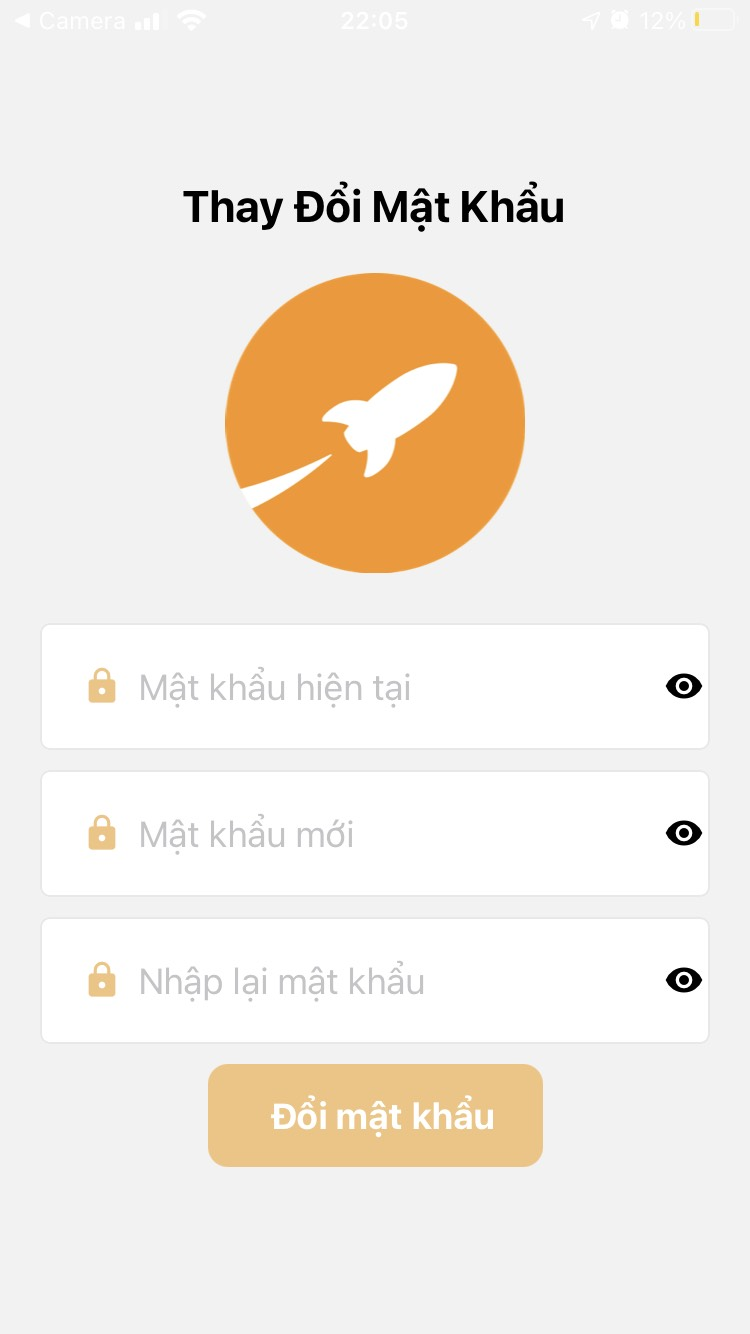 Camera 22:05 12%
Thay Đổi Mật Khẩu
Mật khẩu hiện tại
Mật khẩu mới
Nhập lại mật khẩu
Đổi mật khẩu